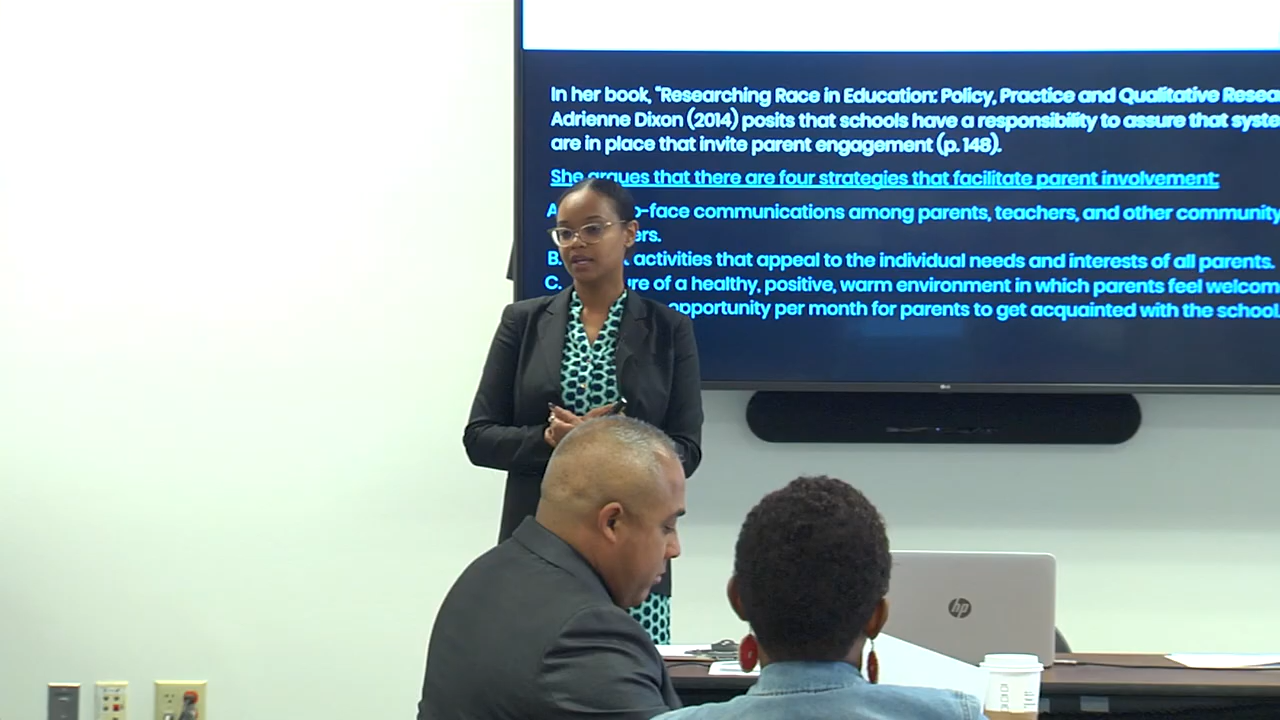 In her book, "Researching Race in Education: Policy, Practice and Qualitative Resear
Adrienne Dixon (2014) posits that schools have a responsibility to assure that syste
are in place that invite parent engagement (p. 148).
She argues that there are four strategies that facilitate parent involvement:
A o-face communications among parents, teachers, and other community
ers.
B. activities that appeal to the individual needs and interests of all parents.
C. ure of a healthy, positive, warm environment in which parents feel welcom
opportunity per month for parents to get acquainted with the school.
LG
hp